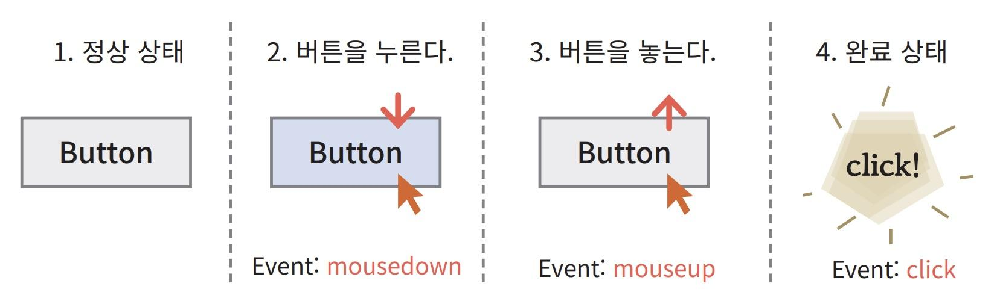 1. 정상 상태
Button
2. 버튼을 누른다.
Button
Event: mousedown
3. 버튼을 놓는다.
Button
Event: mouseup
4. 완료 상태
click!
Event: click